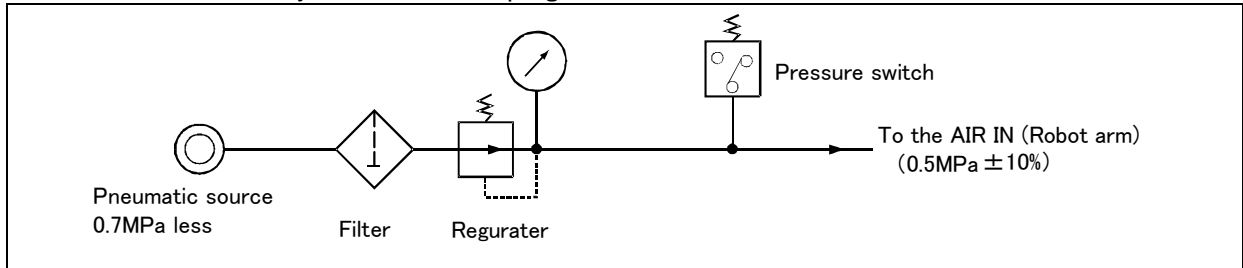 Pressure switch
To the AIR IN (Robot arm)
(0.5MPa ±10%)
Pneumatic source
0.7MPa less
Filter
Regurater